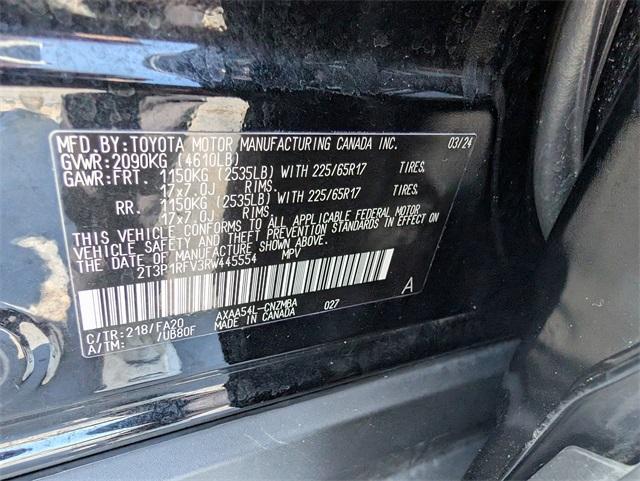 MFD.BY:TOYOTA MOTOR MANUFACTURING CANADA INC. 03/24
GVWR:2090KG (4610LB)
GAWR:FRT. 1150KG (2535LB) WITH 225/65R17 TIRES,
17x7.0J RIMS.
RR. 1150KG (2535LB) WITH 225/65R17 TIRES,
17x7.0J RIMS.
THIS VEHICLE CONFORMS TO ALL APPLICABLE FEDERAL MOTOR
VEHICLE SAFETY AND THEFT PREVENTION STANDARDS IN EFFECT ON
THE DATE OF MANUFACTURE SHOWN ABOVE.
2T3P1RFV3RW445554 MPV
C/TR:218/FA20 AXAA54L-CNZMBA 027 A
A/TM: /UB80F MADE IN CANADA